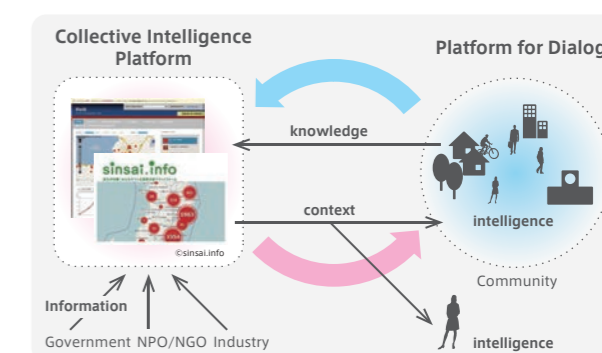 Collective Intelligence
Platform
Platform for Dialog
knowledge
sinsai.info
context
intelligence
©sinsai.info
Community
Information
Government NPO/NGO Industry
intelligence